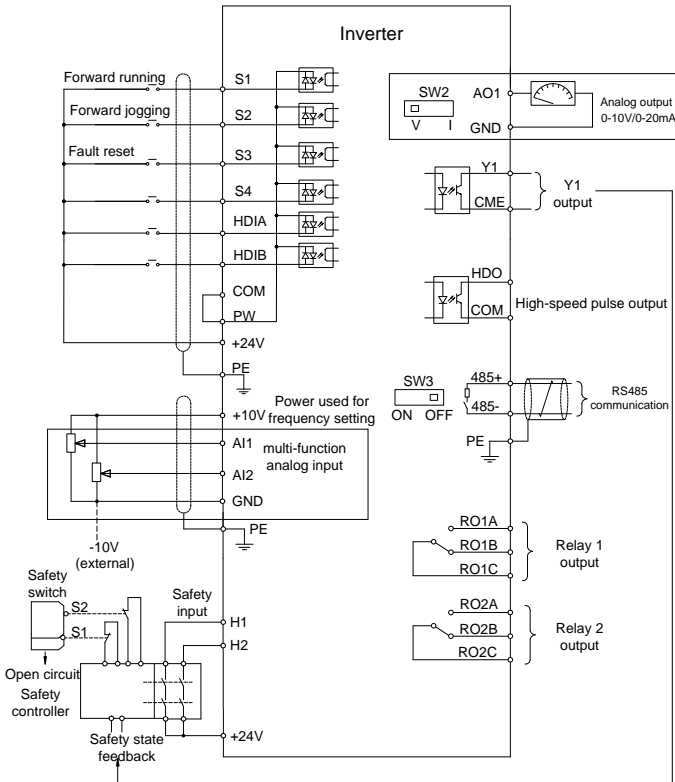 Inverter
Forward running
S1
Forward jogging
S2
Fault reset
S3
S4
HDIA
HDIB
COM
PW
+24V
PE
SW2
V I
AO1
GND
Analog output
0-10V/0-20mA
Y1
CME
Y1
output
HDO
COM
High-speed pulse output
SW3
ON OFF
485+
485-
PE
RS485
communication
+10V
Power used for
frequency setting
AI1
AI2
GND
multi-function
analog input
PE
-10V
(external)
RO1A
RO1B
RO1C
Relay 1
output
RO2A
RO2B
RO2C
Relay 2
output
Safety
switch
S2
S1
Open circuit
Safety
controller
Safety
input
H1
H2
+24V
Safety state
feedback